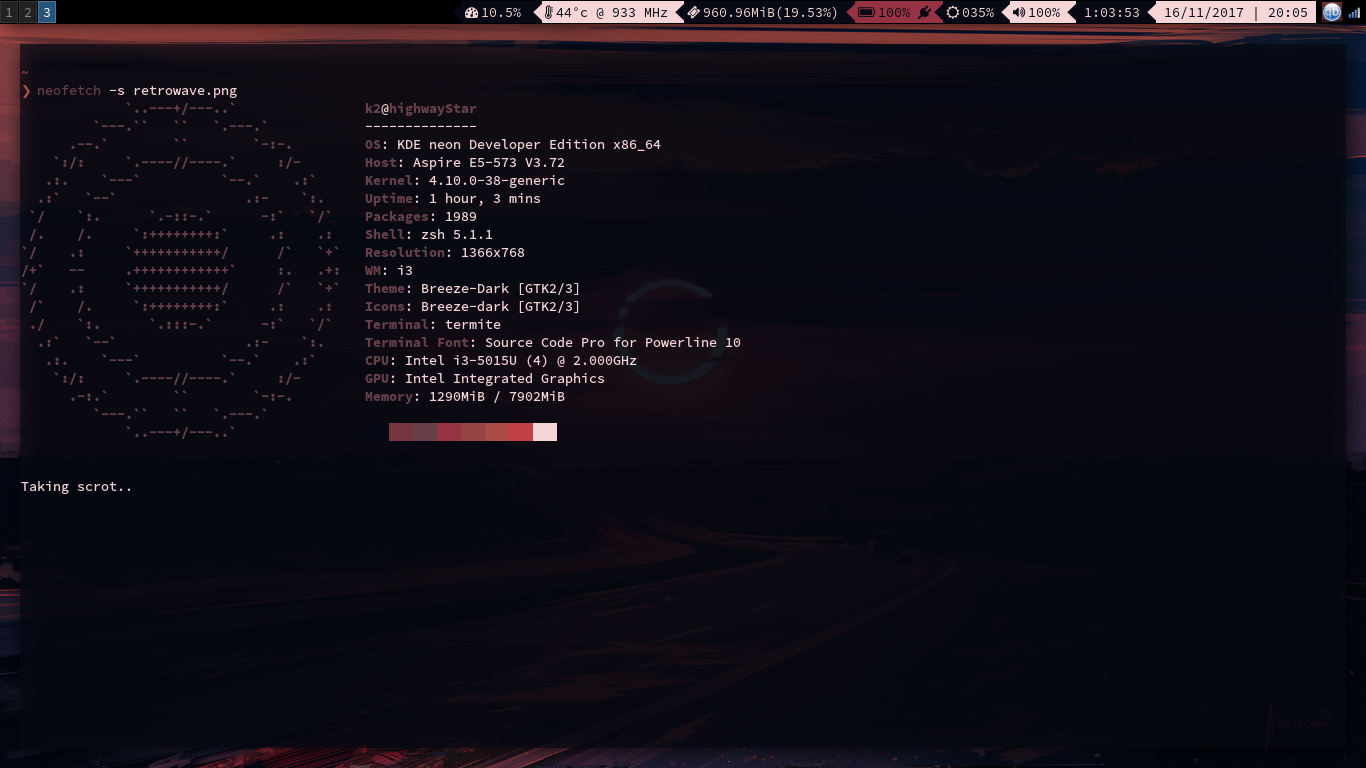 1 2 3 10.5% 44°c @ 933 MHz 960.96MiB(19.53%) 100% 035% 100% 1:03:53 16/11/2017 | 20:05
~
❯ neofetch -s retrowave.png
k2@highwayStar
--------------
OS: KDE neon Developer Edition x86_64
Host: Aspire E5-573 V3.72
Kernel: 4.10.0-38-generic
Uptime: 1 hour, 3 mins
Packages: 1989
Shell: zsh 5.1.1
Resolution: 1366x768
WM: i3
Theme: Breeze-Dark [GTK2/3]
Icons: Breeze-dark [GTK2/3]
Terminal: termite
Terminal Font: Source Code Pro for Powerline 10
CPU: Intel i3-5015U (4) @ 2.000GHz
GPU: Intel Integrated Graphics
Memory: 1290MiB / 7902MiB
Taking scrot..